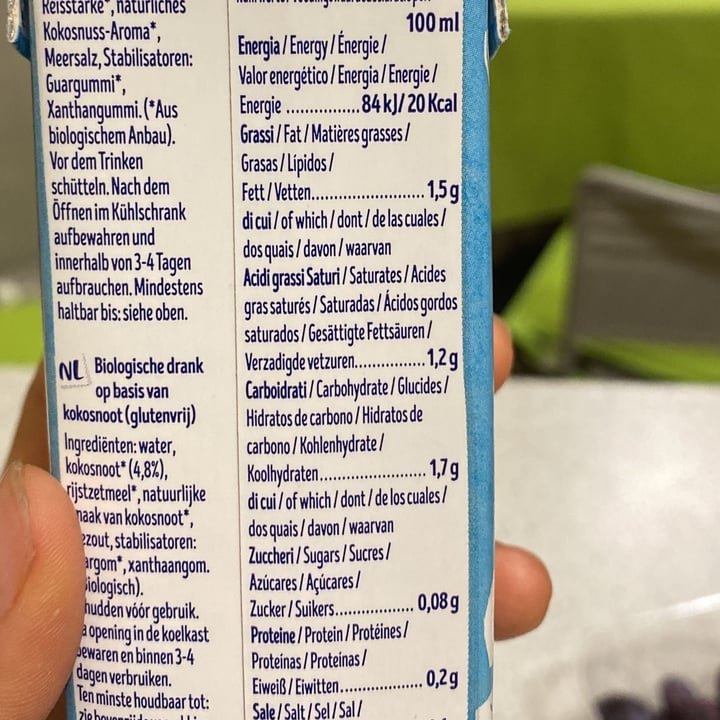 Reisstärke*, natürliches
Kokosnuss-Aroma*,
Meersalz, Stabilisatoren:
Guargummi*,
Xanthangummi. (*Aus
biologischem Anbau).
Vor dem Trinken
schütteln. Nach dem
Öffnen im Kühlschrank
aufbewahren und
innerhalb von 3-4 Tagen
aufbrauchen. Mindestens
haltbar bis: siehe oben.
NL Biologische drank
op basis van
kokosnoot (glutenvrij)
Ingrediënten: water,
kokosnoot* (4,8%),
rijstzetmeel*, natuurlijke
van kokosnoot*,
stabilisatoren:
xanthaangom.
vóór gebruik.
opening in de koelkast
en binnen 3-4
dagen verbruiken.
Ten minste houdbaar tot:
100 ml
Energia / Energy / Énergie /
Valor energético / Energia / Energie /
Energie ............... 84 kJ/ 20 Kcal
Grassi / Fat / Matières grasses /
Grasas / Lípidos /
Fett / Vetten........................ 1,5 g
di cui / of which / dont / de las cuales /
dos quais / davon / waarvan
Acidi grassi Saturi / Saturates / Acides
gras saturés / Saturadas / Ácidos gordos
saturados / Gesättigte Fettsäuren /
Verzadigde vetzuren............... 1,2 g
Carboidrati / Carbohydrate / Glucides /
Hidratos de carbono / Hidratos de
carbono / Kohlenhydrate /
Koolhydraten....................... 1,7 g
di cui / of which / dont / de los cuales /
dos quais / davon / waarvan
Zuccheri / Sugars / Sucres /
Azúcares / Açúcares /
Zucker / Suikers................. 0,08 g
Proteine / Protein / Protéines /
Proteínas / Proteínas /
Eiweiß / Eiwitten.................. 0,2 g
Sale / Salt / Sel / Sal /